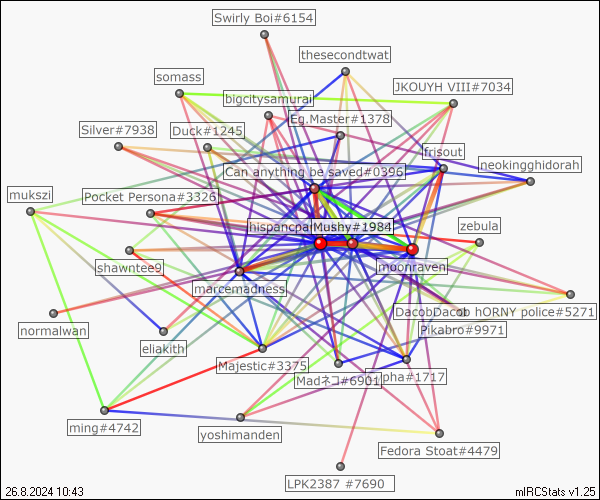 Swirly Boi#6154
thesecondtwat
somass
JKOUYH VIII#7034
bigcitysamurai
Eg.Master#1378
Silver#7938
Duck#1245
frisout
neokingghidorah
Can anything be saved#0396
mukszi
Pocket Persona#3326
hispancpa
Mushy#1984
zebula
shawntee9
moonraven
marcemadness
DacobDacob
hORNY police#5271
normalwan
Pikabro#9971
eliakith
Majestic#3375
Madネコ#6901
pha#1717
ming#4742
yoshimanden
Fedora Stoat#4479
LPK2387 #7690
26.8.2024 10:43
mIRCStats v1.25